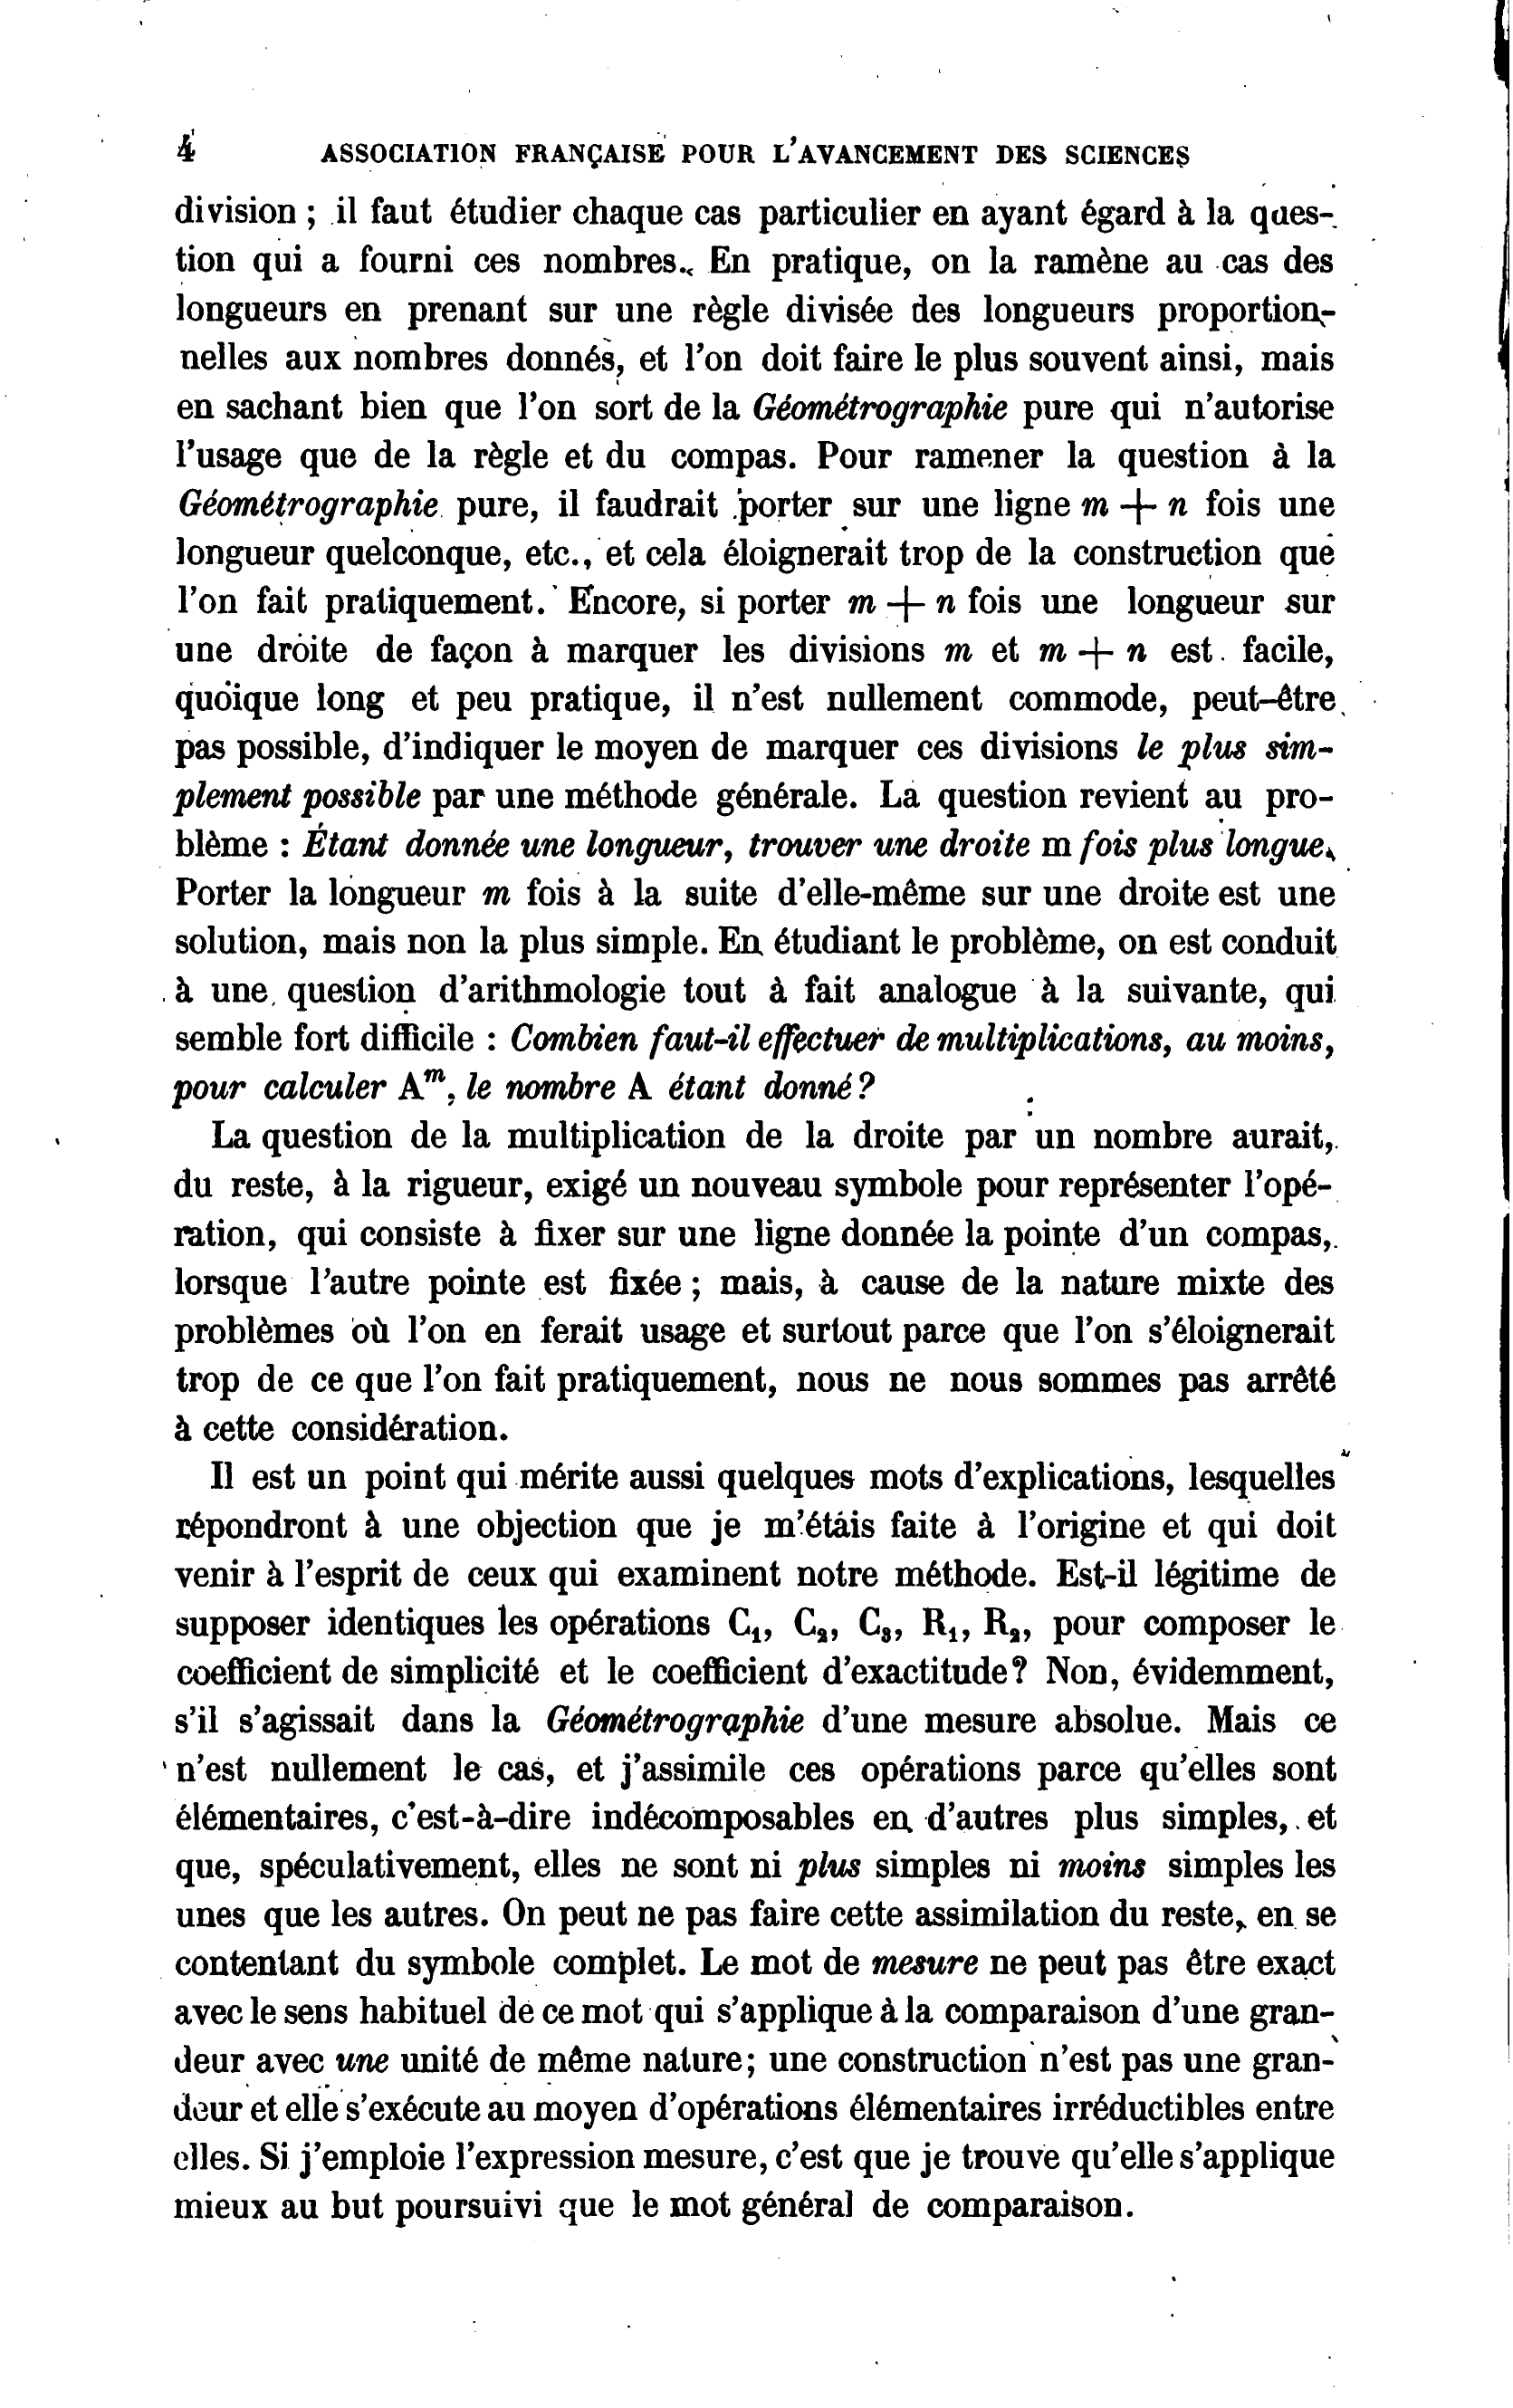 4 ASSOCIATION FRANÇAISE POUR L'AVANCEMENT DES SCIENCES
division ; il faut étudier chaque cas particulier en ayant égard à la ques-
tion qui a fourni ces nombres. En pratique, on la ramène au cas des
longueurs en prenant sur une règle divisée des longueurs proportion-
nelles aux nombres donnés, et l'on doit faire le plus souvent ainsi, mais
en sachant bien que l'on sort de la Géométrographie pure qui n'autorise
l'usage que de la règle et du compas. Pour ramener la question à la
Géométrographie pure, il faudrait porter sur une ligne m + n fois une
longueur quelconque, etc., et cela éloignerait trop de la construction que
l'on fait pratiquement. Encore, si porter m + n fois une longueur sur
une droite de façon à marquer les divisions m et m + n est facile,
quoique long et peu pratique, il n'est nullement commode, peut-être
pas possible, d'indiquer le moyen de marquer ces divisions le plus sim-
plement possible par une méthode générale. La question revient au pro-
blème : Étant donnée une longueur, trouver une droite m fois plus longue.
Porter la longueur m fois à la suite d'elle-même sur une droite est une
solution, mais non la plus simple. En étudiant le problème, on est conduit
à une question d'arithmologie tout à fait analogue à la suivante, qui
semble fort difficile : Combien faut-il effectuer de multiplications, au moins,
pour calculer Aᵐ, le nombre A étant donné?
La question de la multiplication de la droite par un nombre aurait,
du reste, à la rigueur, exigé un nouveau symbole pour représenter l'opé-
ration, qui consiste à fixer sur une ligne donnée la pointe d'un compas,
lorsque l'autre pointe est fixée ; mais, à cause de la nature mixte des
problèmes où l'on en ferait usage et surtout parce que l'on s'éloignerait
trop de ce que l'on fait pratiquement, nous ne nous sommes pas arrêté
à cette considération.
Il est un point qui mérite aussi quelques mots d'explications, lesquelles
répondront à une objection que je m'étais faite à l'origine et qui doit
venir à l'esprit de ceux qui examinent notre méthode. Est-il légitime de
supposer identiques les opérations C₁, C₂, C₃, R₁, R₂, pour composer le
coefficient de simplicité et le coefficient d'exactitude? Non, évidemment,
s'il s'agissait dans la Géométrographie d'une mesure absolue. Mais ce
n'est nullement le cas, et j'assimile ces opérations parce qu'elles sont
élémentaires, c'est-à-dire indécomposables en d'autres plus simples, et
que, spéculativement, elles ne sont ni plus simples ni moins simples les
unes que les autres. On peut ne pas faire cette assimilation du reste, en se
contentant du symbole complet. Le mot de mesure ne peut pas être exact
avec le sens habituel de ce mot qui s'applique à la comparaison d'une gran-
deur avec une unité de même nature; une construction n'est pas une gran-
deur et elle s'exécute au moyen d'opérations élémentaires irréductibles entre
elles. Si j'emploie l'expression mesure, c'est que je trouve qu'elle s'applique
mieux au but poursuivi que le mot général de comparaison.